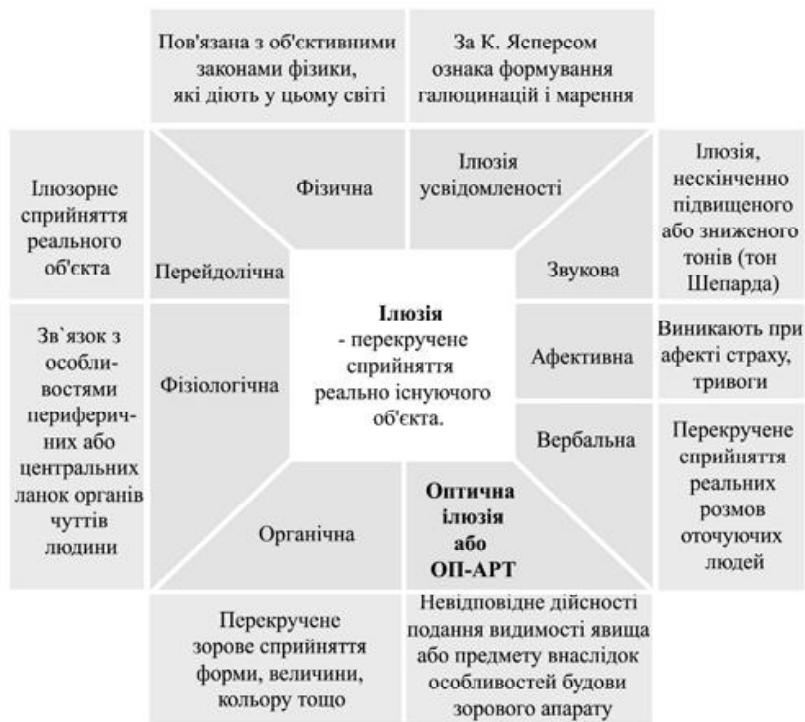 Пов'язана з об'єктивними
законами фізики,
які діють у цьому світі
За К. Ясперсом
ознака формування
галюцинацій і марення
Ілюзорне
сприйняття
реального
об'єкта
Перейдолічна
Фізична
Ілюзія
усвідомленості
Звукова
Ілюзія,
нескінченно
підвищеного
або зниженого
тонів (тон
Шепарда)
Зв`язок з
особли-
востями
периферич-
них або
центральних
ланок органів
чуттів
людини
Фізіологічна
Ілюзія
- перекручене
сприйняття
реально існуючого
об'єкта.
Афективна
Виникають при
афекті страху,
тривоги
Вербальна
Перекручене
сприйняття
реальних
розмов
оточуючих
людей
Органічна
Оптична
ілюзія
або
ОП-АРТ
Перекручене
зорове сприйняття
форми, величини,
кольору тощо
Невідповідне дійсності
подання видимості явища
або предмету внаслідок
особливостей будови
зорового апарату